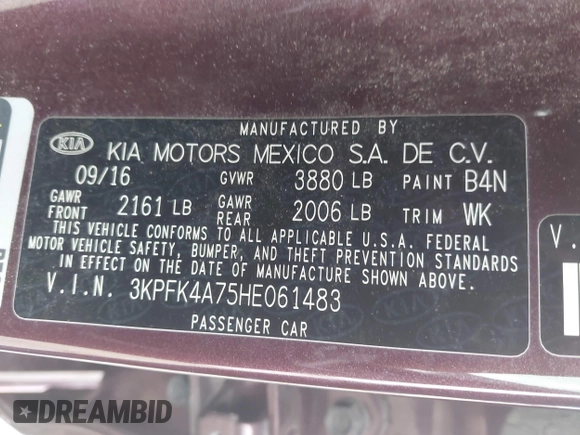 MANUFACTURED BY
KIA KIA MOTORS MEXICO S.A. DE C.V.
09/16 GVWR 3880 LB PAINT B4N
GAWR FRONT 2161 LB GAWR REAR 2006 LB TRIM WK
THIS VEHICLE CONFORMS TO ALL APPLICABLE U.S.A. FEDERAL
MOTOR VEHICLE SAFETY, BUMPER, AND THEFT PREVENTION STANDARDS
IN EFFECT ON THE DATE OF MANUFACTURE SHOWN ABOVE.
V.I.N. 3KPFK4A75HE061483
PASSENGER CAR
V.
DREAMBID